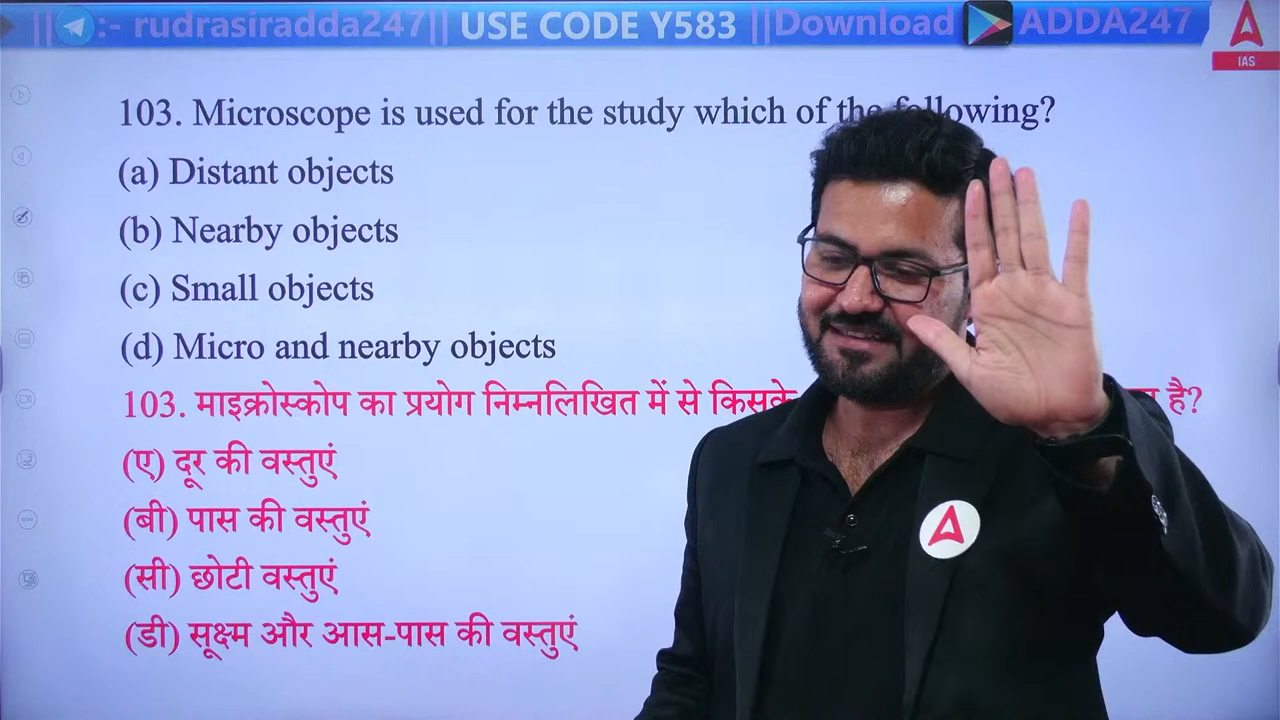 ||:- rudrasiradda247|| USE CODE Y583 ||Download ADDA247
IAS
103. Microscope is used for the study which of the following?
(a) Distant objects
(b) Nearby objects
(c) Small objects
(d) Micro and nearby objects
103. माइक्रोस्कोप का प्रयोग निम्नलिखित में से किसके है?
(ए) दूर की वस्तुएं
(बी) पास की वस्तुएं
(सी) छोटी वस्तुएं
(डी) सूक्ष्म और आस-पास की वस्तुएं